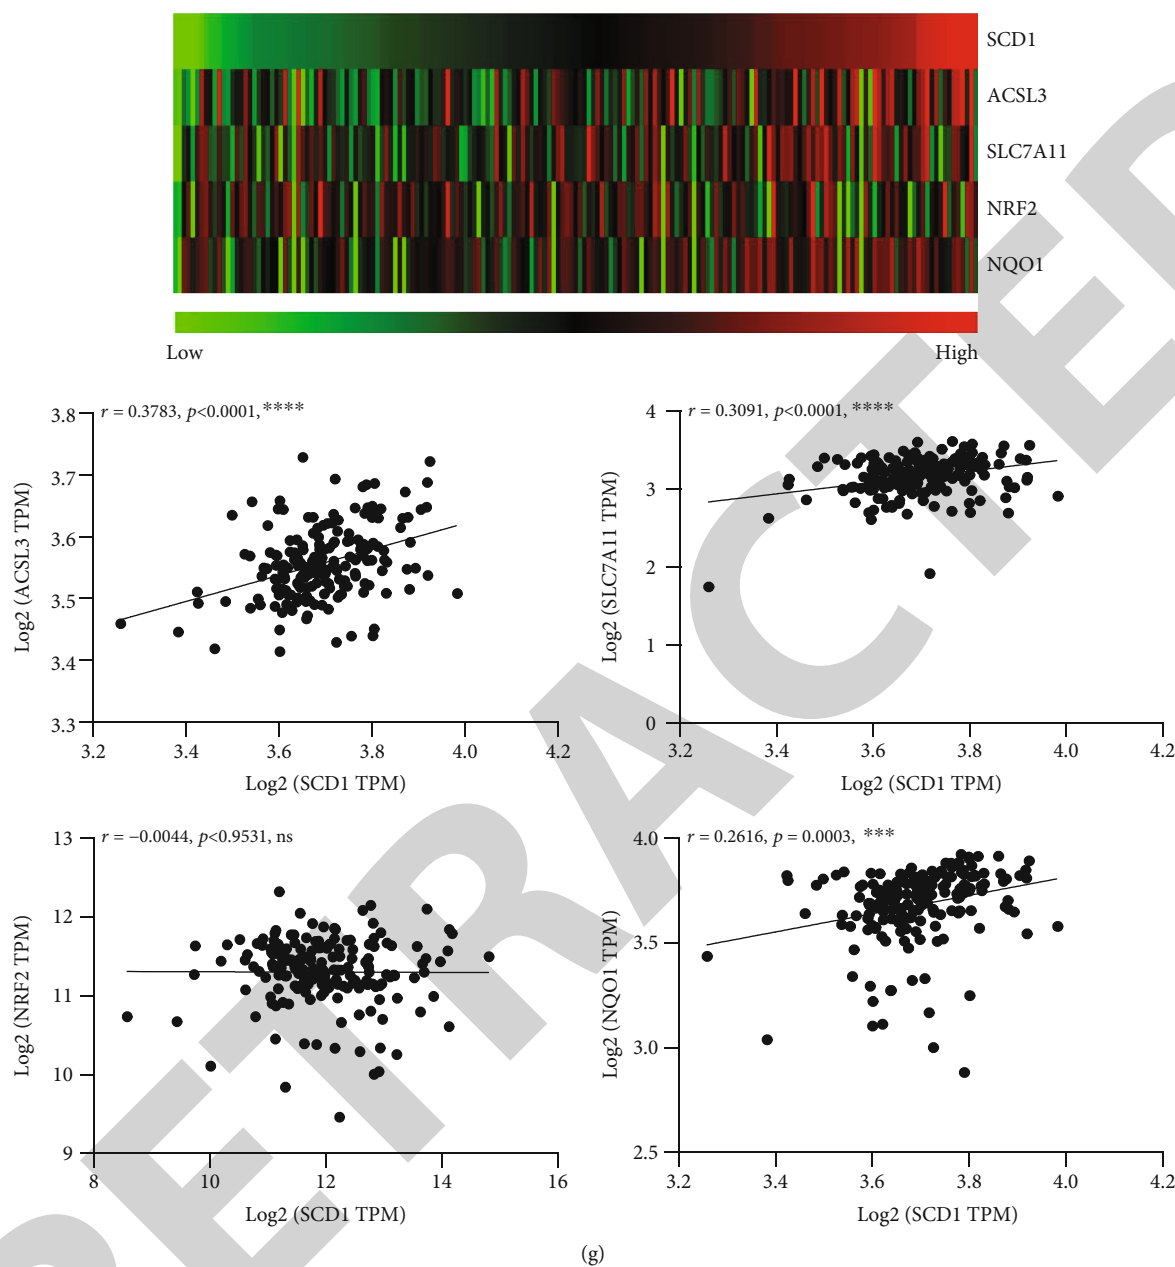 SCD1
ACSL3
SLC7A11
NRF2
NQO1
Low
High
r = 0.3783, p<0.0001, ****
3.8
3.7
3.6
3.5
3.4
3.3
Log2 (ACSL3 TPM)
3.2
3.4
3.6
3.8
4.0
4.2
Log2 (SCD1 TPM)
r = 0.3091, p<0.0001, ****
4
3
2
1
0
Log2 (SLC7A11 TPM)
3.2
3.4
3.6
3.8
4.0
4.2
Log2 (SCD1 TPM)
r = −0.0044, p<0.9531, ns
13
12
11
10
9
Log2 (NRF2 TPM)
8
10
12
14
16
Log2 (SCD1 TPM)
r = 0.2616, p = 0.0003, ***
4.0
3.5
3.0
2.5
Log2 (NQO1 TPM)
3.2
3.4
3.6
3.8
4.0
4.2
Log2 (SCD1 TPM)
(g)
RETRACTED